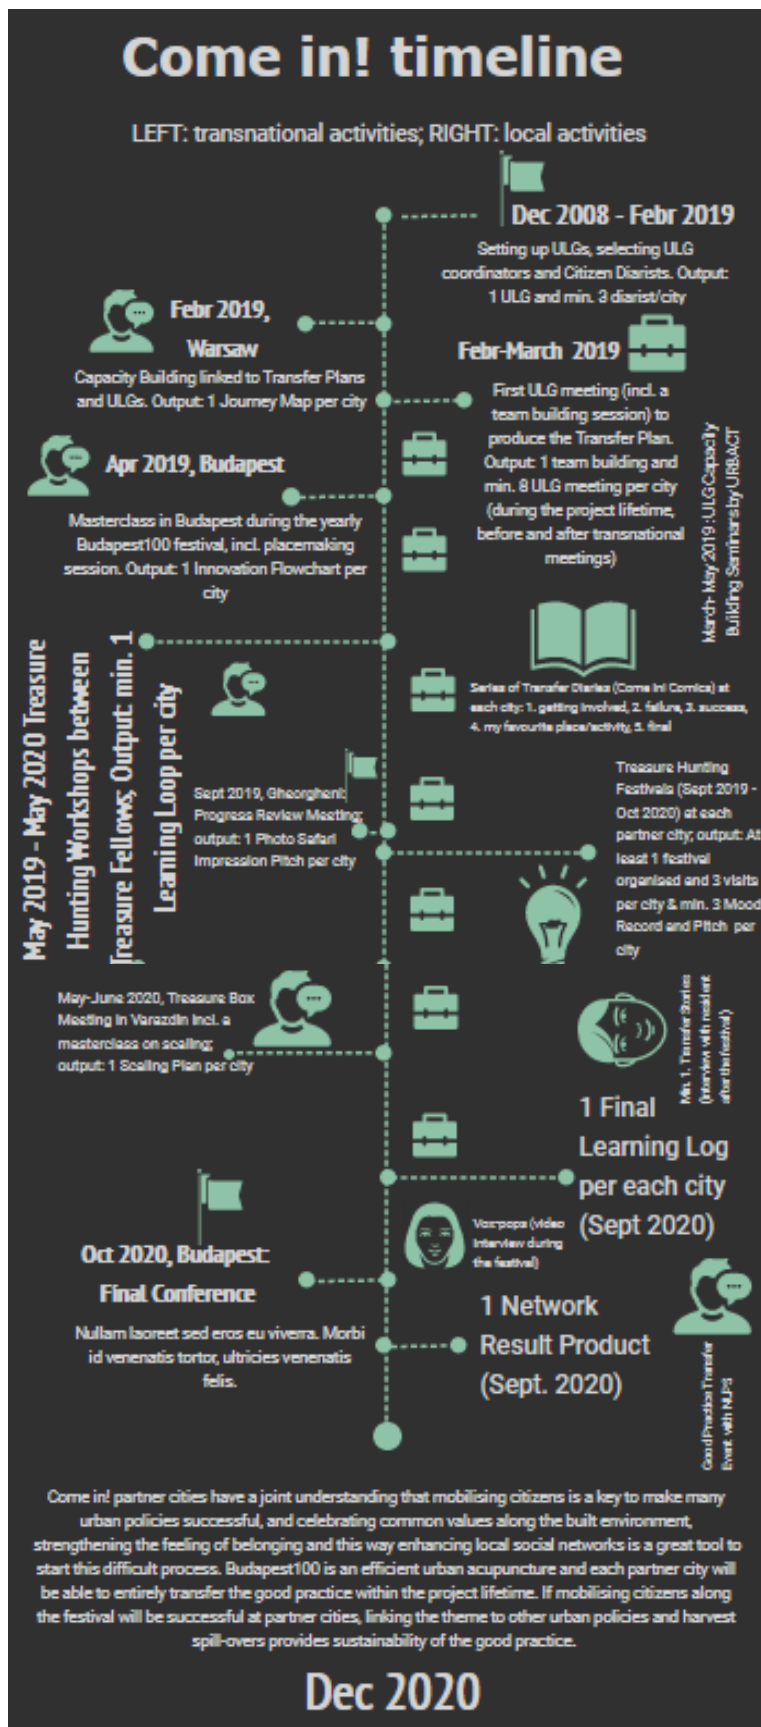 Come in! timeline
LEFT: transnational activities; RIGHT: local activities
Dec 2008 - Febr 2019
Setting up ULGs, selecting ULG
coordinators and Citizen Diarists. Output:
1 ULG and min. 3 diarist/city
Febr 2019,
Warsaw
Capacity Building linked to Transfer Plans
and ULGs. Output: 1 Journey Map per city
Febr-March 2019
First ULG meeting (incl. a
team building session) to
produce the Transfer Plan.
Output: 1 team building and
min. 8 ULG meeting per city
(during the project lifetime,
before and after transnational
meetings)
March- May 2019 : ULG Capacity
Building Seminars by URBACT
Apr 2019, Budapest
Masterclass in Budapest during the yearly
Budapest100 festival, incl. placemaking
session. Output: 1 Innovation Flowchart per
city
May 2019 - May 2020 Treasure
Hunting Workshops between
Treasure Fellows; Output: min. 1
Learning Loop per city
Series of Transfer Diaries (Come in! Comics) at
each city: 1. getting involved, 2. failure, 3. success,
4. my favourite place/activity, 5. final
Sept 2019, Gheorgheni:
Progress Review Meeting;
output: 1 Photo Safari
Impression Pitch per city
Treasure Hunting
Festivals (Sept 2019 -
Oct 2020) at each
partner city; output: At
least 1 festival
organised and 3 visits
per city & min. 3 Mood
Record and Pitch per
city
May-June 2020, Treasure Box
Meeting in Varazdin incl. a
masterclass on scaling;
output: 1 Scaling Plan per city
Min. 1. Transfer Stories
(interview with resident
after the festival)
1 Final
Learning Log
per each city
(Sept 2020)
Vox-pops (video
interview during
the festival)
Oct 2020, Budapest:
Final Conference
Nullam laoreet sed eros eu viverra. Morbi
id venenatis tortor, ultricies venenatis
felis.
1 Network
Result Product
(Sept. 2020)
Good Practice Transfer
Event with NUPS
Come in! partner cities have a joint understanding that mobilising citizens is a key to make many
urban policies successful, and celebrating common values along the built environment,
strengthening the feeling of belonging and this way enhancing local social networks is a great tool to
start this difficult process. Budapest100 is an efficient urban acupuncture and each partner city will
be able to entirely transfer the good practice within the project lifetime. If mobilising citizens along
the festival will be successful at partner cities, linking the theme to other urban policies and harvest
spill-overs provides sustainability of the good practice.
Dec 2020